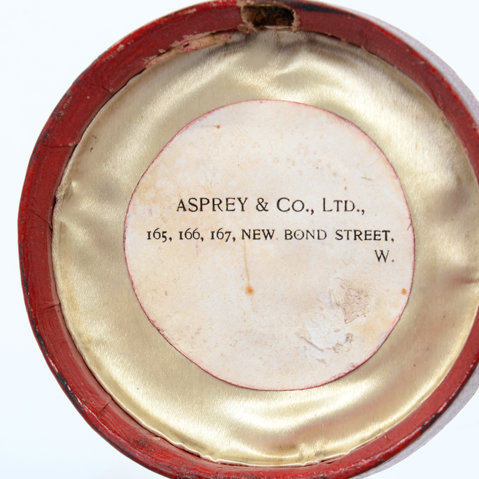 ASPREY & CO., LTD.,
165, 166, 167, NEW BOND STREET,
W.